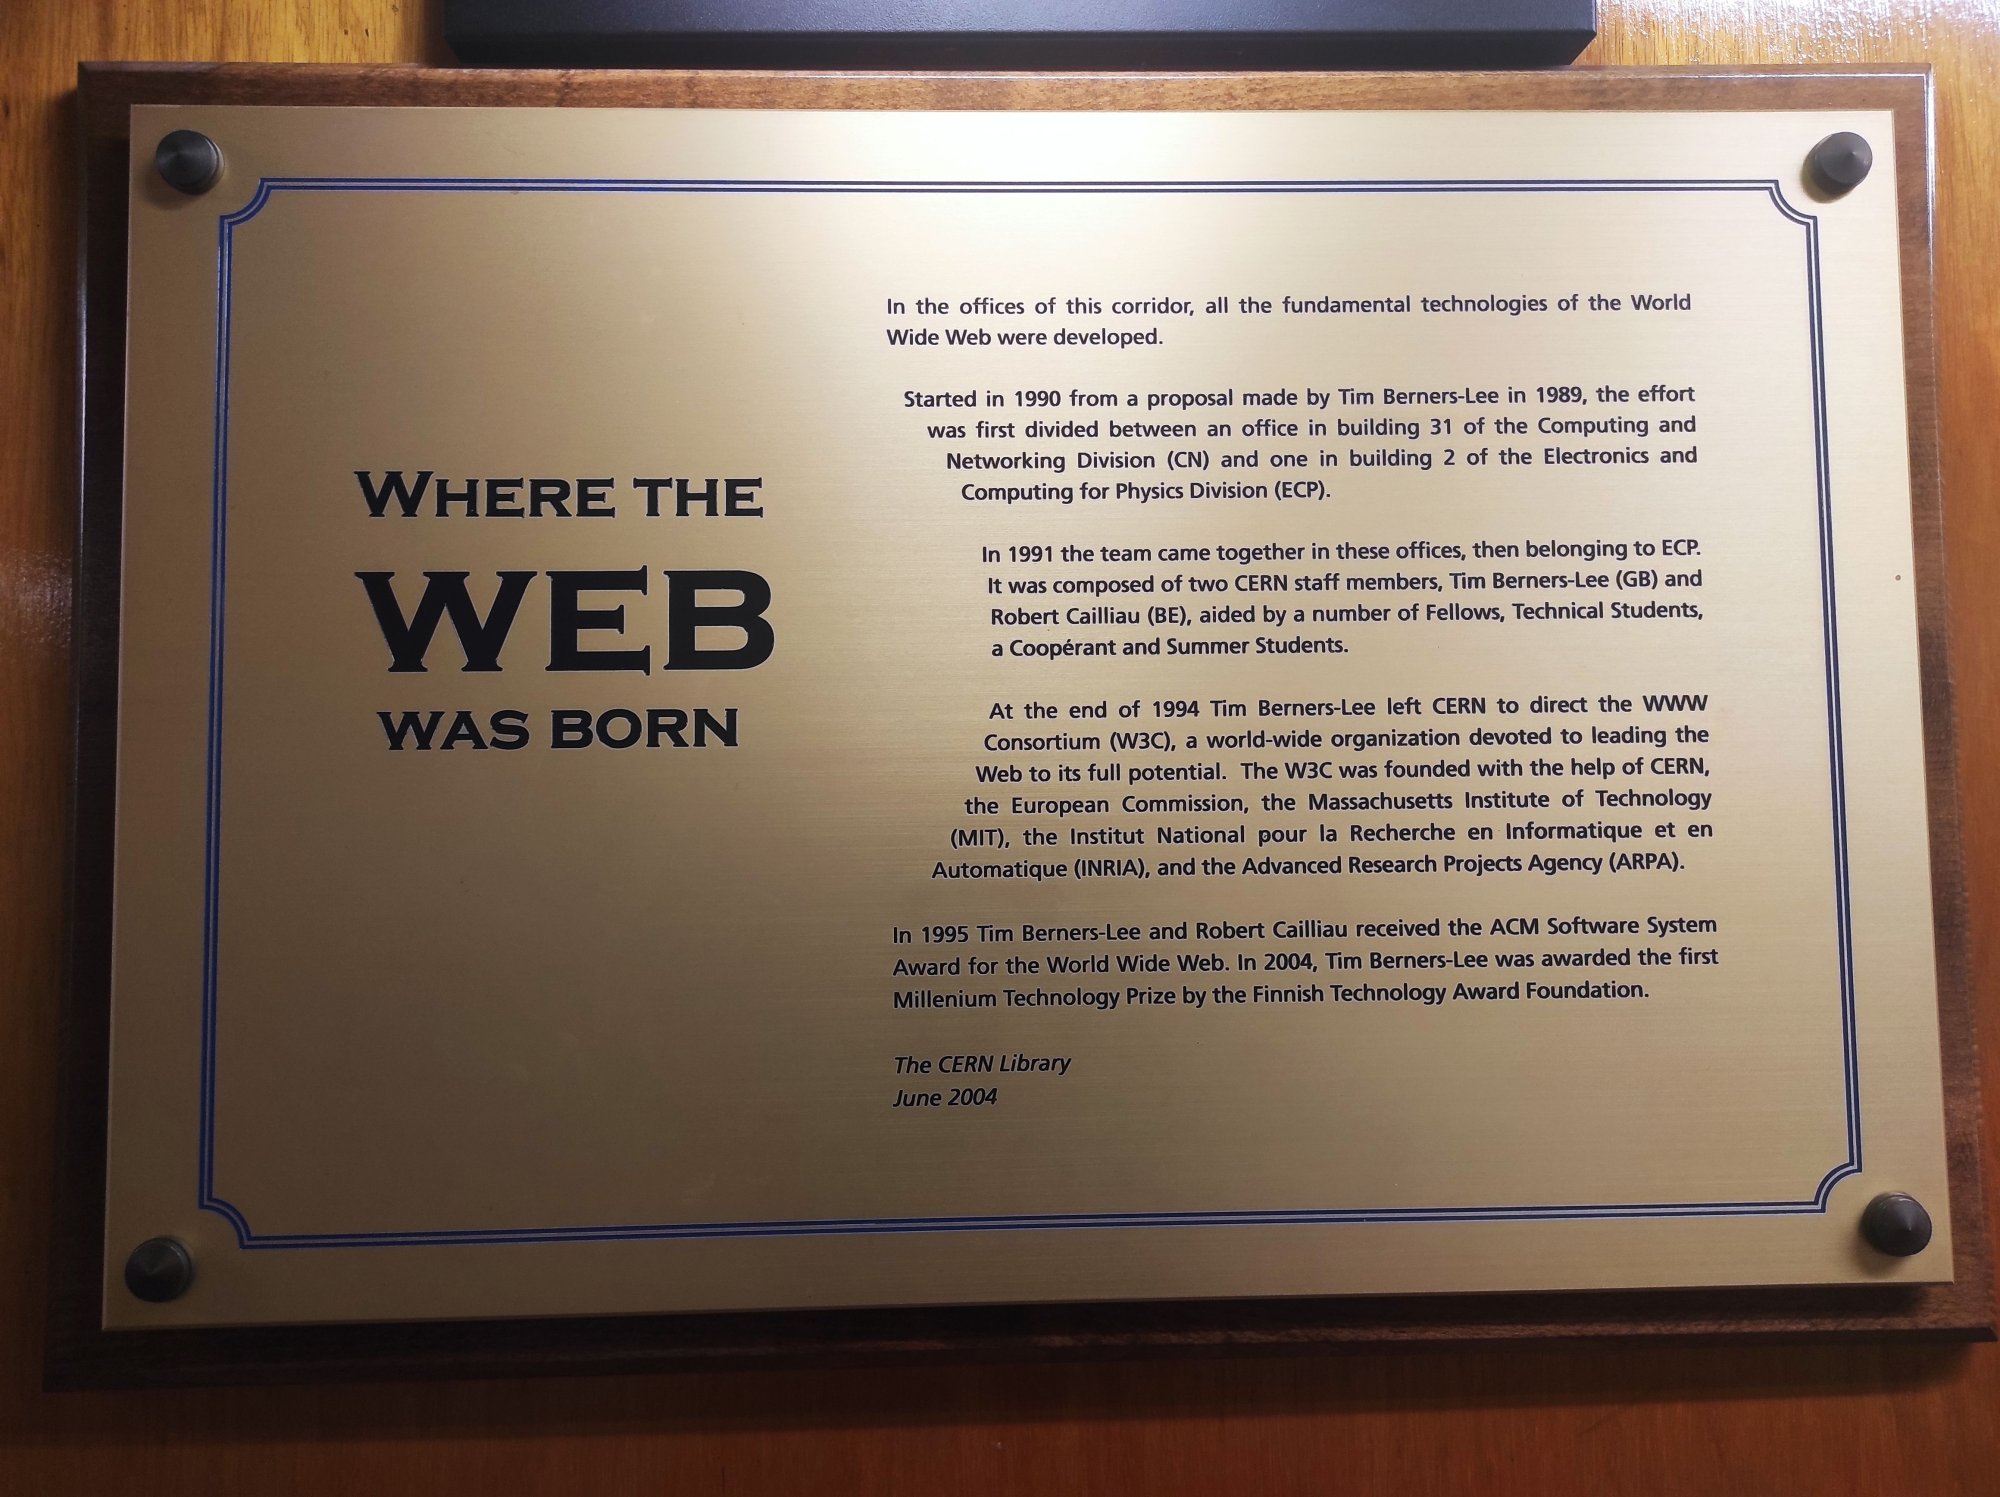 WHERE THE
WEB
WAS BORN
In the offices of this corridor, all the fundamental technologies of the World
Wide Web were developed.
Started in 1990 from a proposal made by Tim Berners-Lee in 1989, the effort
was first divided between an office in building 31 of the Computing and
Networking Division (CN) and one in building 2 of the Electronics and
Computing for Physics Division (ECP).
In 1991 the team came together in these offices, then belonging to ECP.
It was composed of two CERN staff members, Tim Berners-Lee (GB) and
Robert Cailliau (BE), aided by a number of Fellows, Technical Students,
a Coopérant and Summer Students.
At the end of 1994 Tim Berners-Lee left CERN to direct the WWW
Consortium (W3C), a world-wide organization devoted to leading the
Web to its full potential. The W3C was founded with the help of CERN,
the European Commission, the Massachusetts Institute of Technology
(MIT), the Institut National pour la Recherche en Informatique et en
Automatique (INRIA), and the Advanced Research Projects Agency (ARPA).
In 1995 Tim Berners-Lee and Robert Cailliau received the ACM Software System
Award for the World Wide Web. In 2004, Tim Berners-Lee was awarded the first
Millenium Technology Prize by the Finnish Technology Award Foundation.
The CERN Library
June 2004